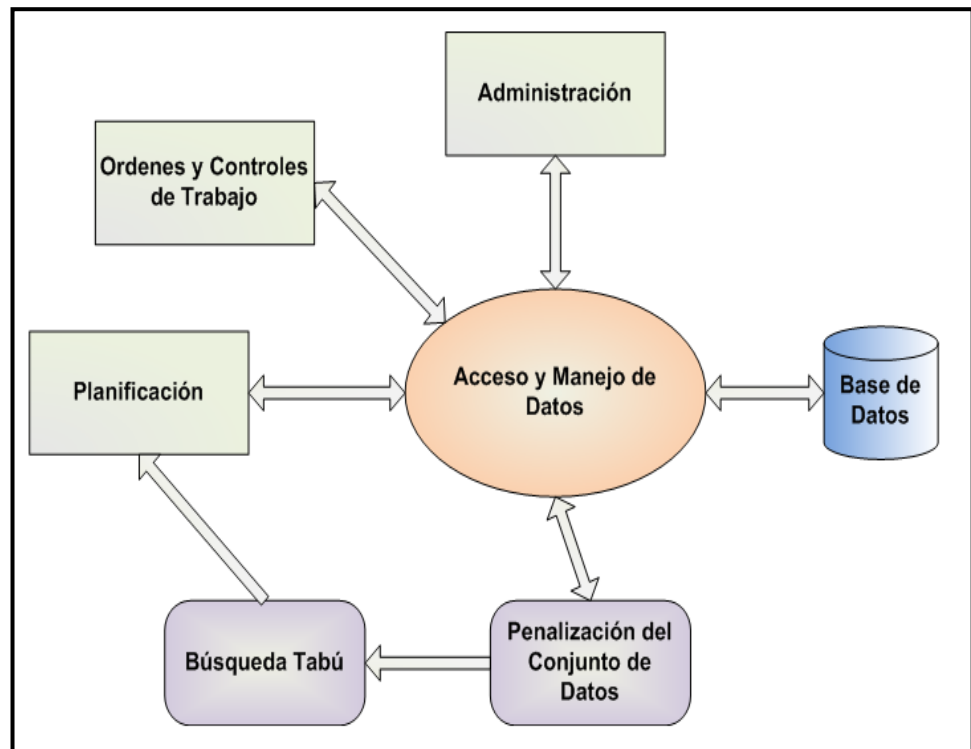 Administración
Ordenes y Controles
de Trabajo
Planificación
Acceso y Manejo de
Datos
Base de
Datos
Búsqueda Tabú
Penalización del
Conjunto de
Datos